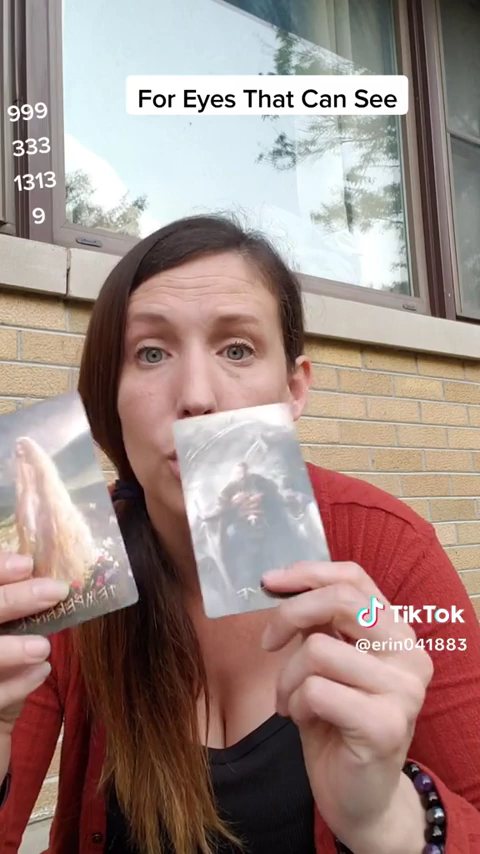 For Eyes That Can See
999
333
1313
9
TikTok
@erin041883